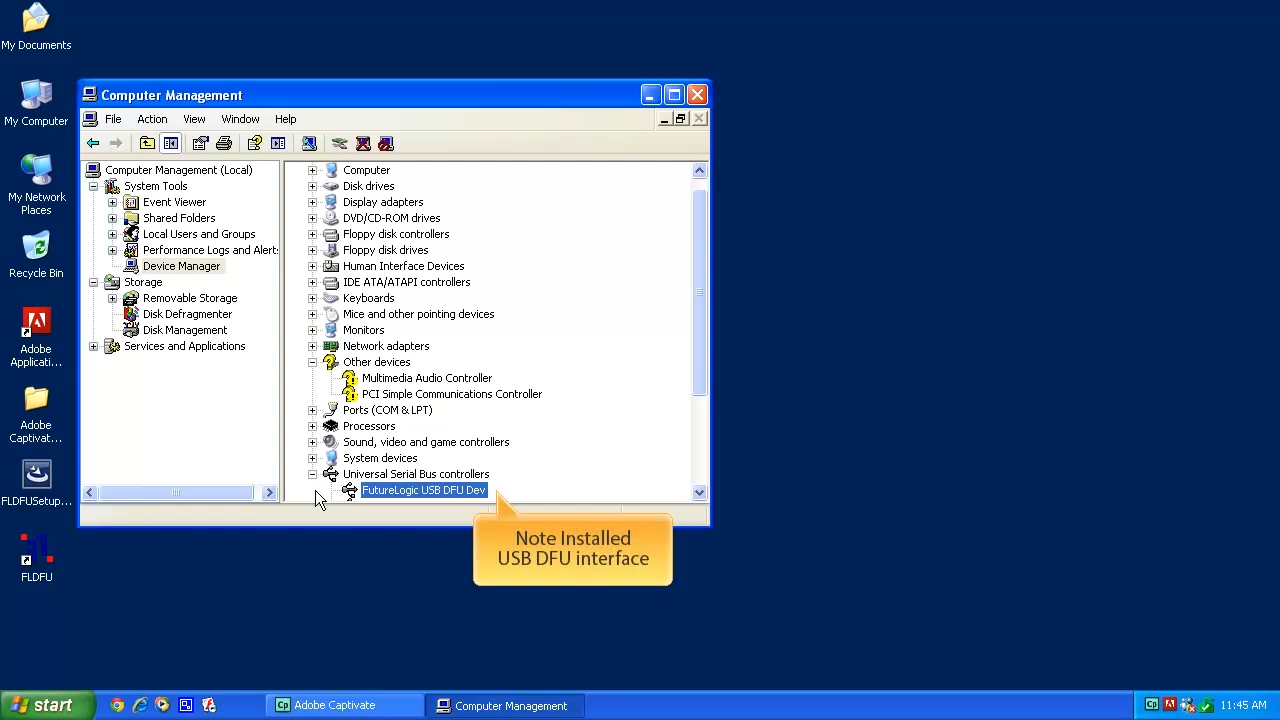 My Documents
My Computer
My Network
Places
Recycle Bin
Adobe
Applicati...
Adobe
Captivat...
FLDFUSetup...
FLDFU
Computer Management
File Action View Window Help
Computer Management (Local)
System Tools
Event Viewer
Shared Folders
Local Users and Groups
Performance Logs and Alert:
Device Manager
Storage
Removable Storage
Disk Defragmenter
Disk Management
Services and Applications
Computer
Disk drives
Display adapters
DVD/CD-ROM drives
Floppy disk controllers
Floppy disk drives
Human Interface Devices
IDE ATA/ATAPI controllers
Keyboards
Mice and other pointing devices
Monitors
Network adapters
Other devices
Multimedia Audio Controller
PCI Simple Communications Controller
Ports (COM & LPT)
Processors
Sound, video and game controllers
System devices
Universal Serial Bus controllers
FutureLogic USB DFU Dev
Note Installed
USB DFU interface
start
Cp Adobe Captivate
Computer Management
Cp
11:45 AM